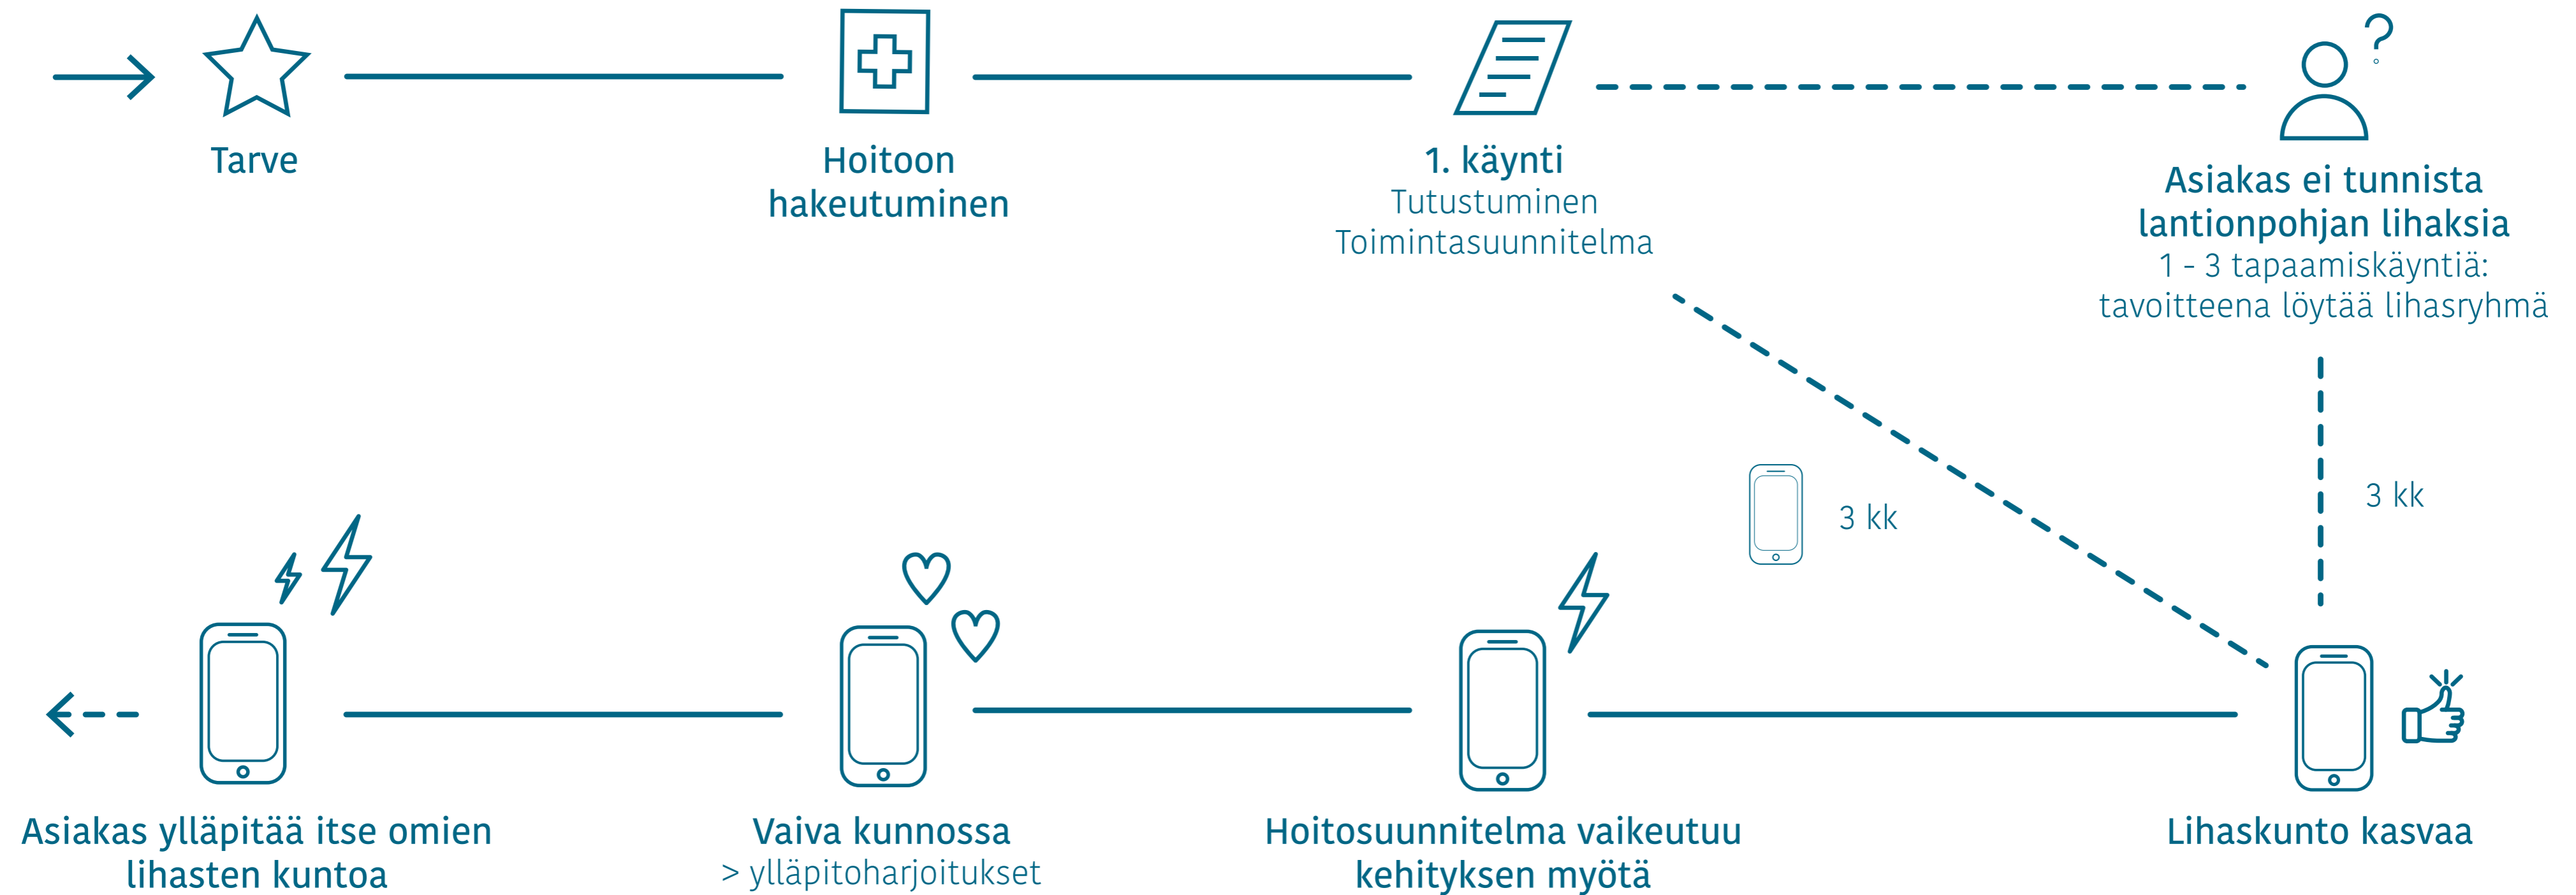 Tarve
Hoitoon
hakeutuminen
1. käynti
Tutustuminen
Toimintasuunnitelma
Asiakas ei tunnista
lantionpohjan lihaksia
1 - 3 tapaamiskäyntiä:
tavoitteena löytää lihasryhmä
3 kk
3 kk
Lihaskunto kasvaa
Hoitosuunnitelma vaikeutuu
kehityksen myötä
Vaiva kunnossa
> ylläpitoharjoitukset
Asiakas ylläpitää itse omien
lihasten kuntoa